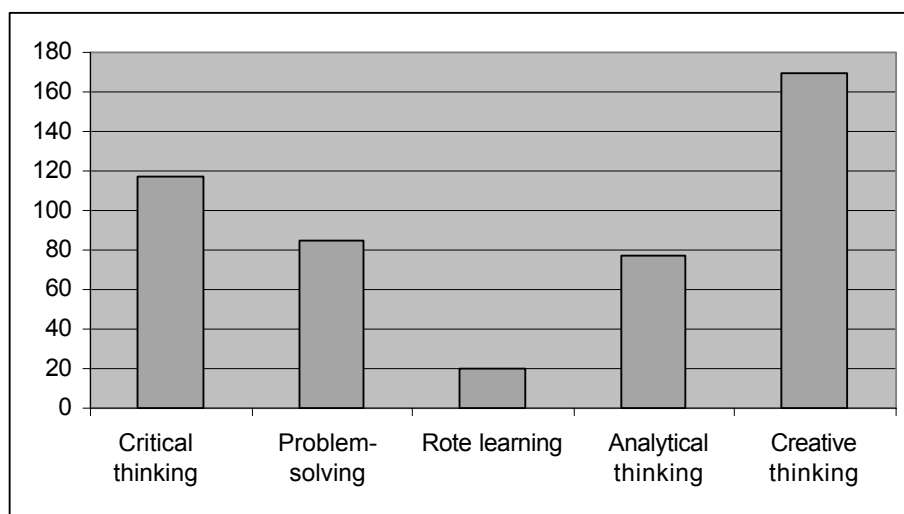 180
160
140
120
100
80
60
40
20
0
Critical
thinking
Problem-
solving
Rote learning
Analytical
thinking
Creative
thinking